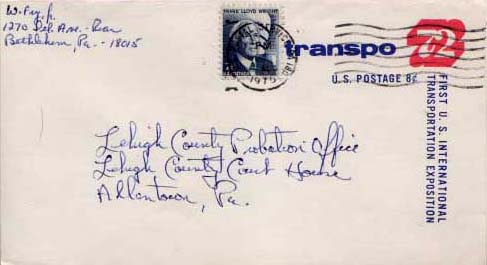 W. Fry, Jr.
1270 Del. Ave. - Rear
Bethlehem, Pa. - 18015
FRANK LLOYD WRIGHT
1975
transpo 72
U.S. POSTAGE 8¢
FIRST U.S. INTERNATIONAL
TRANSPORTATION EXPOSITION
Lehigh County Probation Office
Lehigh County Court House
Allentown, Pa.